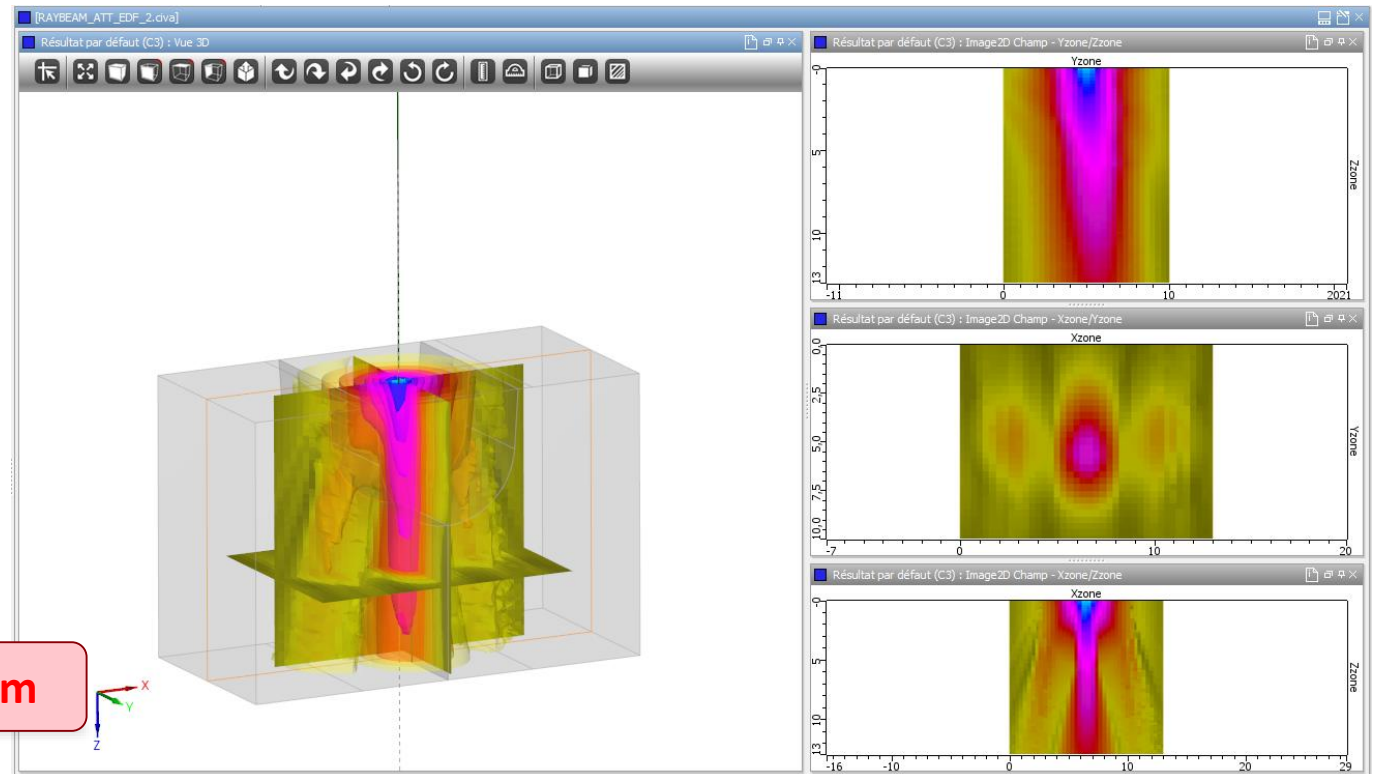 [RAYBEAM_ATT_EDF_2.civa]
Résultat par défaut (C3) : Vue 3D
m
X
Y
Z
Résultat par défaut (C3) : Image2D Champ - Yzone/Zzone
Yzone
-0
5
10
13
Zzone
-11 0 10 2021
Résultat par défaut (C3) : Image2D Champ - Xzone/Yzone
Xzone
0,0
2,5
5,0
7,5
10,0
Yzone
-7 0 10 20
Résultat par défaut (C3) : Image2D Champ - Xzone/Zzone
Xzone
-0
5
10
13
Zzone
-16 -10 0 10 20 29